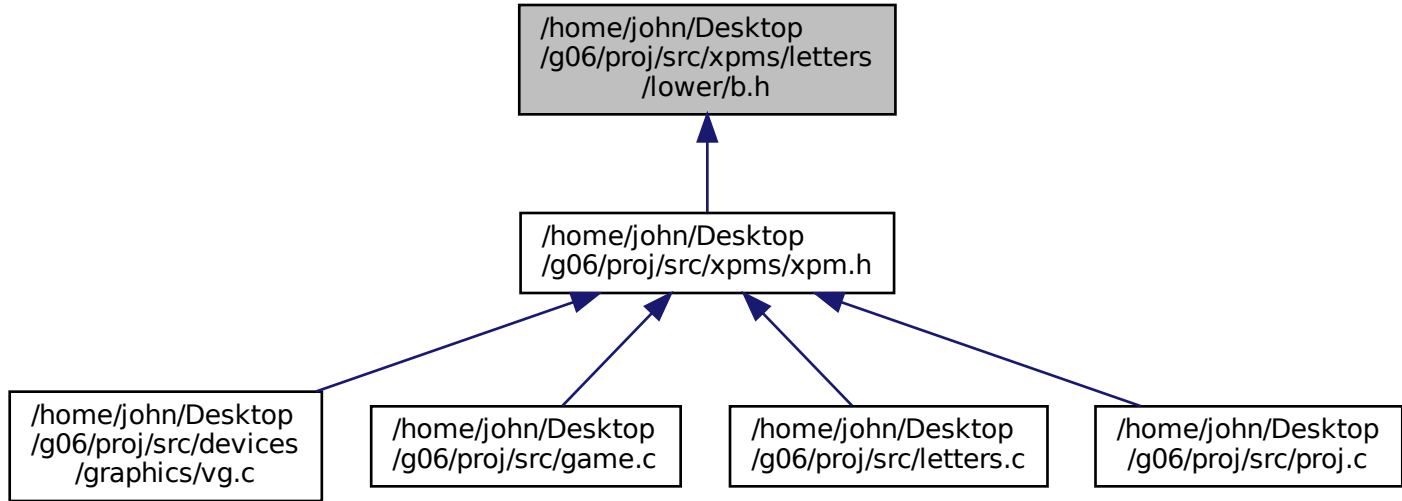 /home/john/Desktop
/g06/proj/src/xpms/letters
/lower/b.h
/home/john/Desktop
/g06/proj/src/xpms/xpm.h
/home/john/Desktop
/g06/proj/src/devices
/graphics/vg.c
/home/john/Desktop
/g06/proj/src/game.c
/home/john/Desktop
/g06/proj/src/letters.c
/home/john/Desktop
/g06/proj/src/proj.c